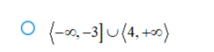 ⟨−∞, −3] ∪ ⟨4, +∞⟩